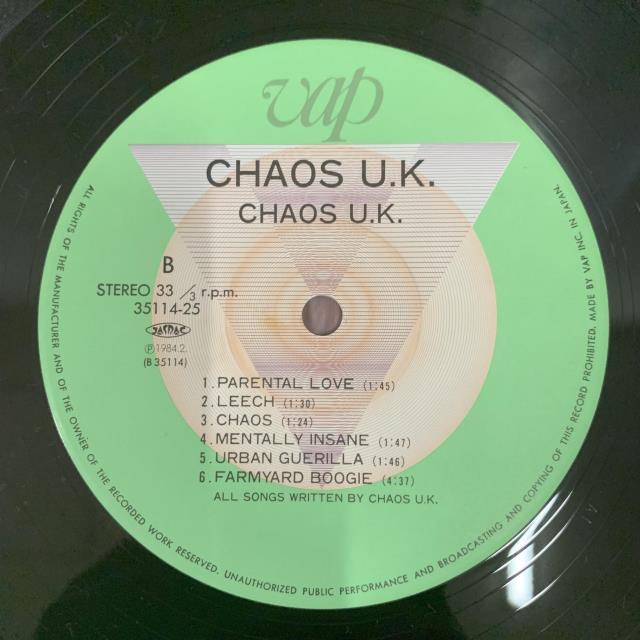 vap
CHAOS U.K.
CHAOS U.K.
B
STEREO 33 1/3 r.p.m.
35114-25
JASRAC
Ⓟ1984.2.
(B 35114)
1. PARENTAL LOVE (1:45)
2. LEECH (1:30)
3. CHAOS (1:24)
4. MENTALLY INSANE (1:47)
5. URBAN GUERILLA (1:46)
6. FARMYARD BOOGIE (4:37)
ALL SONGS WRITTEN BY CHAOS U.K.
ALL RIGHTS OF THE MANUFACTURER AND OF THE OWNER OF THE RECORDED WORK RESERVED. UNAUTHORIZED PUBLIC PERFORMANCE AND BROADCASTING AND COPYING OF THIS RECORD PROHIBITED. MADE BY VAP INC. IN JAPAN.